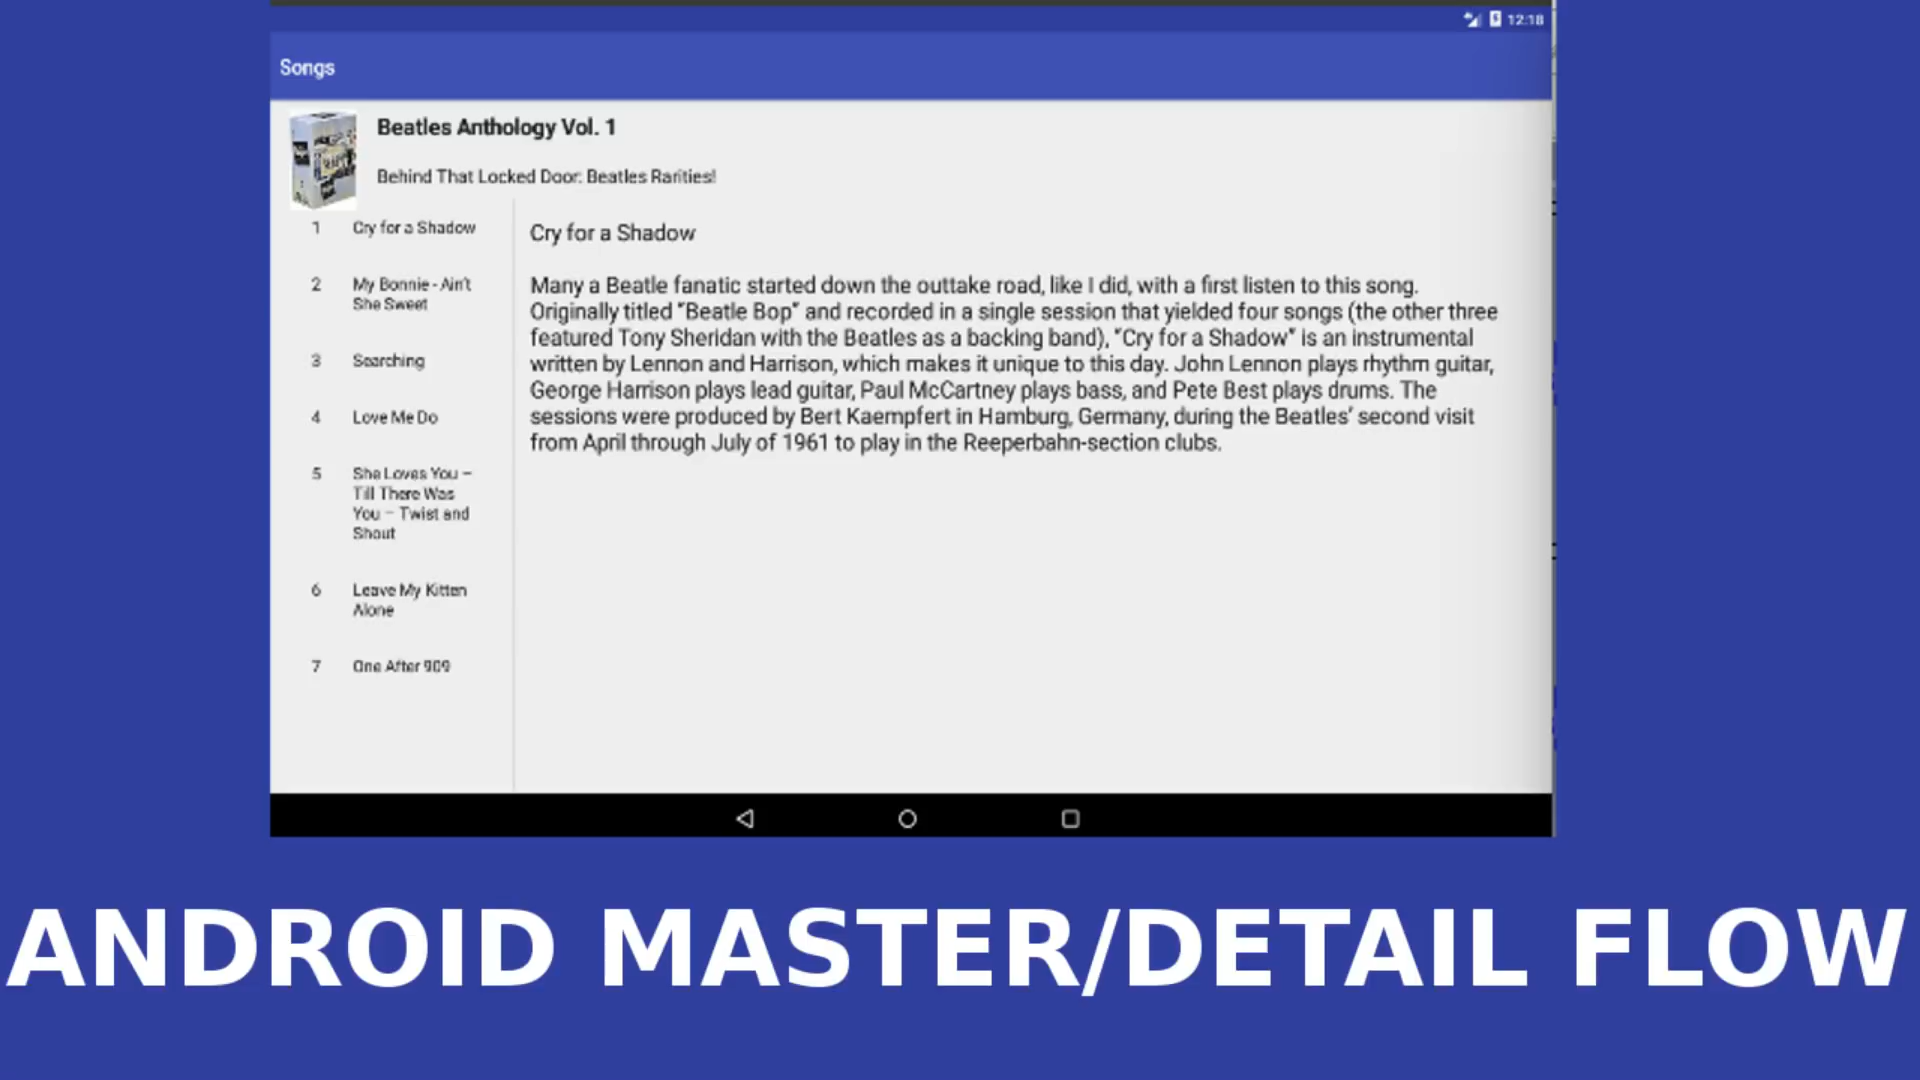 12:18
Songs
Beatles Anthology Vol. 1
Behind That Locked Door: Beatles Rarities!
1 Cry for a Shadow
2 My Bonnie - Ain't
She Sweet
3 Searching
4 Love Me Do
5 She Loves You –
Till There Was
You – Twist and
Shout
6 Leave My Kitten
Alone
7 One After 909
Cry for a Shadow
Many a Beatle fanatic started down the outtake road, like I did, with a first listen to this song.
Originally titled “Beatle Bop” and recorded in a single session that yielded four songs (the other three
featured Tony Sheridan with the Beatles as a backing band), “Cry for a Shadow” is an instrumental
written by Lennon and Harrison, which makes it unique to this day. John Lennon plays rhythm guitar,
George Harrison plays lead guitar, Paul McCartney plays bass, and Pete Best plays drums. The
sessions were produced by Bert Kaempfert in Hamburg, Germany, during the Beatles’ second visit
from April through July of 1961 to play in the Reeperbahn-section clubs.
ANDROID MASTER/DETAIL FLOW